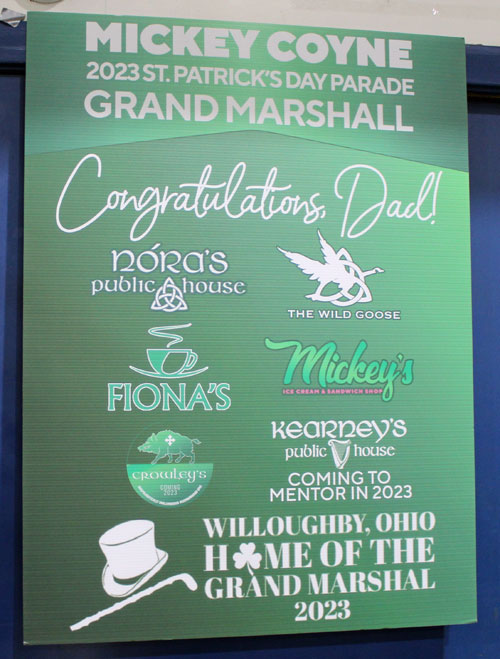 MICKEY COYNE
2023 ST. PATRICK'S DAY PARADE
GRAND MARSHALL
Congratulations, Dad!
NÓRA'S
public house
THE WILD GOOSE
FIONA'S
Mickey's
ICE CREAM & SANDWICH SHOP
CROWLEY'S
COMING
2023
KEARNEY'S
public house
COMING TO
MENTOR IN 2023
WILLOUGHBY, OHIO
HOME OF THE
GRAND MARSHAL
2023